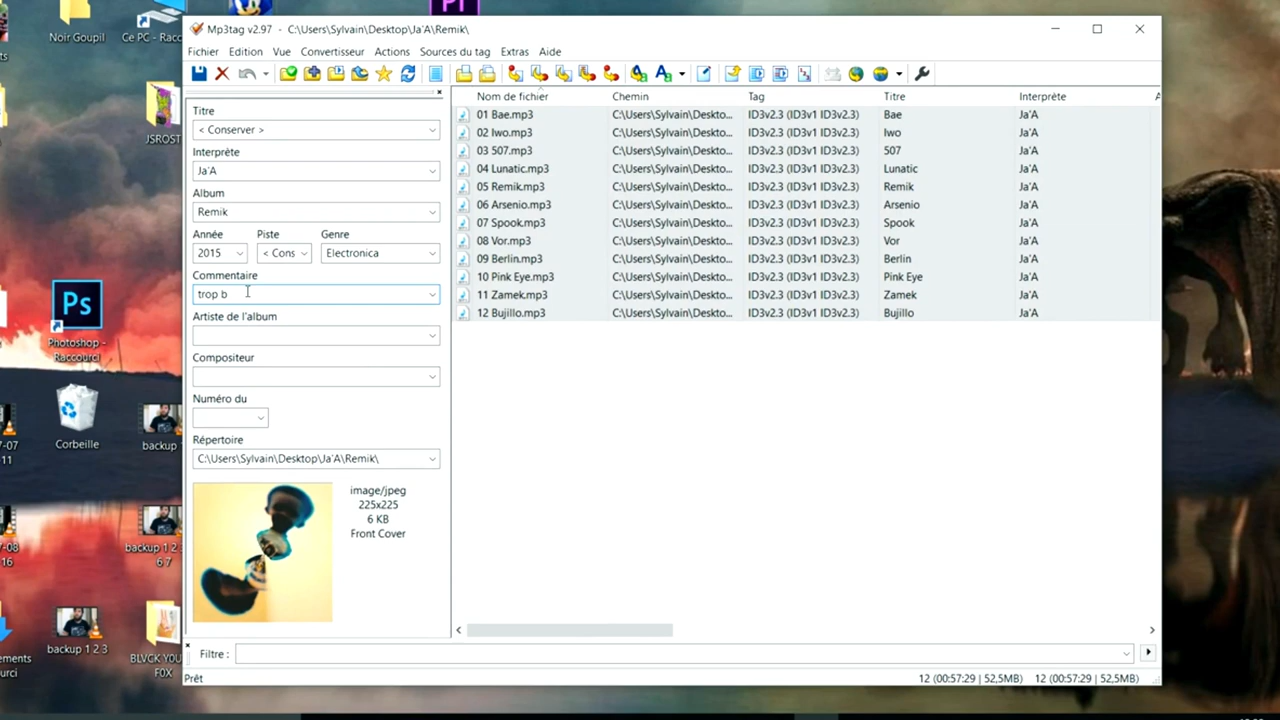 Noir Goupil
Ce PC - Racc
JSROST
Ps
Photoshop -
Raccourci
Corbeille
backup
7-07
11
7-08
16
backup 1 2
6 7
backup 1 2 3
BLVCK Y0U
F0X
ements
urci
Mp3tag v2.97 - C:\Users\Sylvain\Desktop\Ja'A\Remik\
Fichier Edition Vue Convertisseur Actions Sources du tag Extras Aide
Titre
< Conserver >
Interprète
Ja'A
Album
Remik
Année Piste Genre
2015 < Cons Electronica
Commentaire
trop b
Artiste de l'album
Compositeur
Numéro du
Répertoire
C:\Users\Sylvain\Desktop\Ja'A\Remik\
image/jpeg
225x225
6 KB
Front Cover
Nom de fichier Chemin Tag Titre Interprète
01 Bae.mp3 C:\Users\Sylvain\Deskto... ID3v2.3 (ID3v1 ID3v2.3) Bae Ja'A
02 Iwo.mp3 C:\Users\Sylvain\Deskto... ID3v2.3 (ID3v1 ID3v2.3) Iwo Ja'A
03 507.mp3 C:\Users\Sylvain\Deskto... ID3v2.3 (ID3v1 ID3v2.3) 507 Ja'A
04 Lunatic.mp3 C:\Users\Sylvain\Deskto... ID3v2.3 (ID3v1 ID3v2.3) Lunatic Ja'A
05 Remik.mp3 C:\Users\Sylvain\Deskto... ID3v2.3 (ID3v1 ID3v2.3) Remik Ja'A
06 Arsenio.mp3 C:\Users\Sylvain\Deskto... ID3v2.3 (ID3v1 ID3v2.3) Arsenio Ja'A
07 Spook.mp3 C:\Users\Sylvain\Deskto... ID3v2.3 (ID3v1 ID3v2.3) Spook Ja'A
08 Vor.mp3 C:\Users\Sylvain\Deskto... ID3v2.3 (ID3v1 ID3v2.3) Vor Ja'A
09 Berlin.mp3 C:\Users\Sylvain\Deskto... ID3v2.3 (ID3v1 ID3v2.3) Berlin Ja'A
10 Pink Eye.mp3 C:\Users\Sylvain\Deskto... ID3v2.3 (ID3v1 ID3v2.3) Pink Eye Ja'A
11 Zamek.mp3 C:\Users\Sylvain\Deskto... ID3v2.3 (ID3v1 ID3v2.3) Zamek Ja'A
12 Bujillo.mp3 C:\Users\Sylvain\Deskto... ID3v2.3 (ID3v1 ID3v2.3) Bujillo Ja'A
Filtre :
Prêt 12 (00:57:29 | 52,5MB) 12 (00:57:29 | 52,5MB)